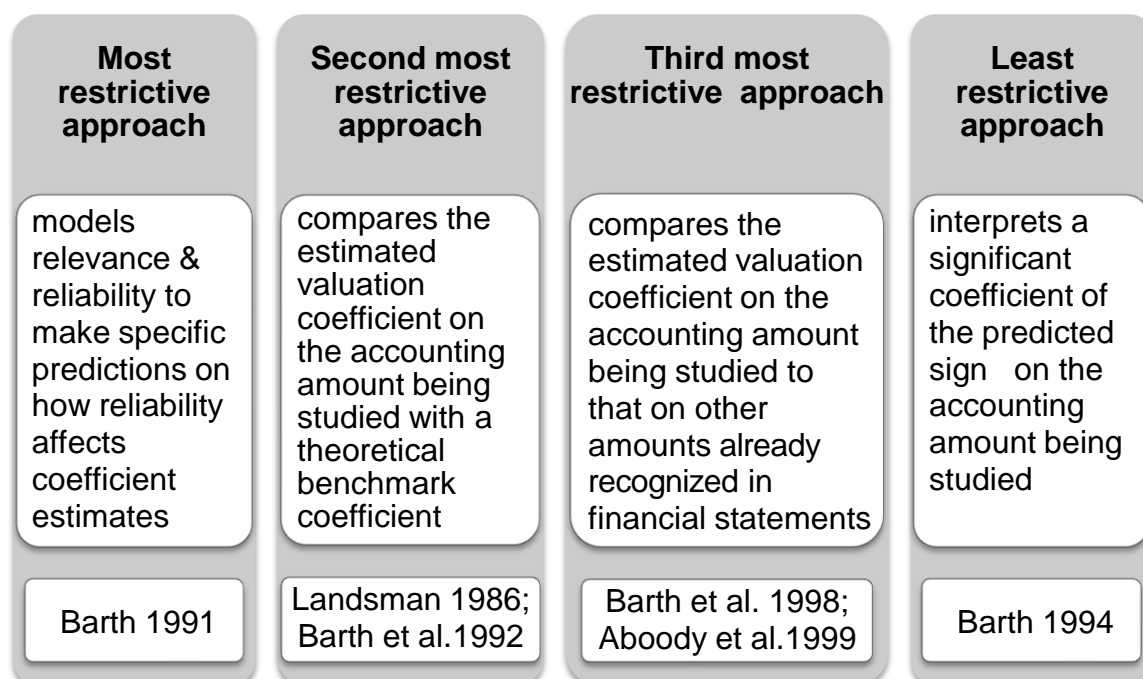 Most
restrictive
approach
models
relevance &
reliability to
make specific
predictions on
how reliability
affects
coefficient
estimates
Barth 1991
Second most
restrictive
approach
compares the
estimated
valuation
coefficient on
the accounting
amount being
studied with a
theoretical
benchmark
coefficient
Landsman 1986;
Barth et al.1992
Third most
restrictive approach
compares the
estimated valuation
coefficient on the
accounting amount
being studied to
that on other
amounts already
recognized in
financial statements
Barth et al. 1998;
Aboody et al.1999
Least
restrictive
approach
interprets a
significant
coefficient of
the predicted
sign on the
accounting
amount being
studied
Barth 1994